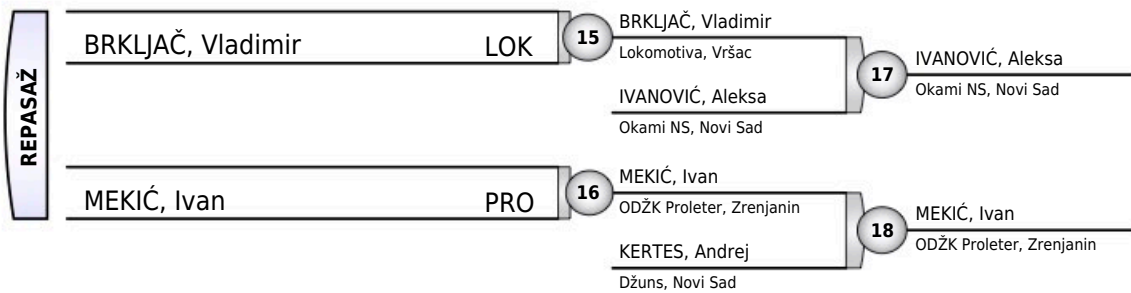 REPASAŽ
BRKLJAČ, Vladimir LOK
15
BRKLJAČ, Vladimir
Lokomotiva, Vršac
IVANOVIĆ, Aleksa
Okami NS, Novi Sad
17
IVANOVIĆ, Aleksa
Okami NS, Novi Sad
MEKIĆ, Ivan PRO
16
MEKIĆ, Ivan
ODŽK Proleter, Zrenjanin
KERTES, Andrej
Džuns, Novi Sad
18
MEKIĆ, Ivan
ODŽK Proleter, Zrenjanin